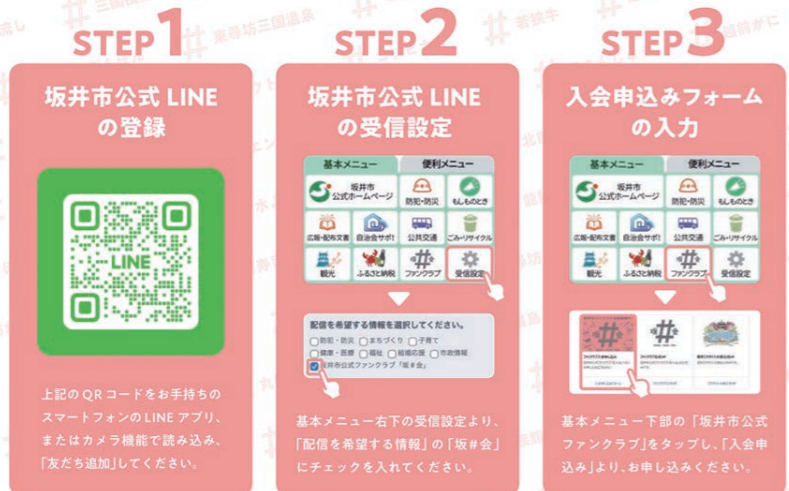 STEP1
坂井市公式 LINE
の登録
LINE
上記のQRコードをお手持ちの
スマートフォンのLINEアプリ、
またはカメラ機能で読み込み、
「友だち追加」してください。
STEP2
坂井市公式 LINE
の受信設定
基本メニュー 便利メニュー
坂井市
公式ホームページ 防犯・防災 もしものとき
広報・配布文書 自治会サポ! 公共交通 ごみ・リサイクル
観光 ふるさと納税 ファンクラブ 受信設定
配信を希望する情報を選択してください。
防犯・防災 まちづくり 子育て
健康・医療 福祉 結婚応援 市政情報
坂井市公式ファンクラブ「坂#会」
基本メニュー右下の受信設定より、
「配信を希望する情報」の「坂#会」
にチェックを入れてください。
STEP3
入会申込みフォーム
の入力
基本メニュー 便利メニュー
坂井市
公式ホームページ 防犯・防災 もしものとき
広報・配布文書 自治会サポ! 公共交通 ごみ・リサイクル
観光 ふるさと納税 ファンクラブ 受信設定
基本メニュー下部の「坂井市公式
ファンクラブ」をタップし、「入会申
込み」より、お申し込みください。
東尋坊三国温泉
若狭牛
越前がに